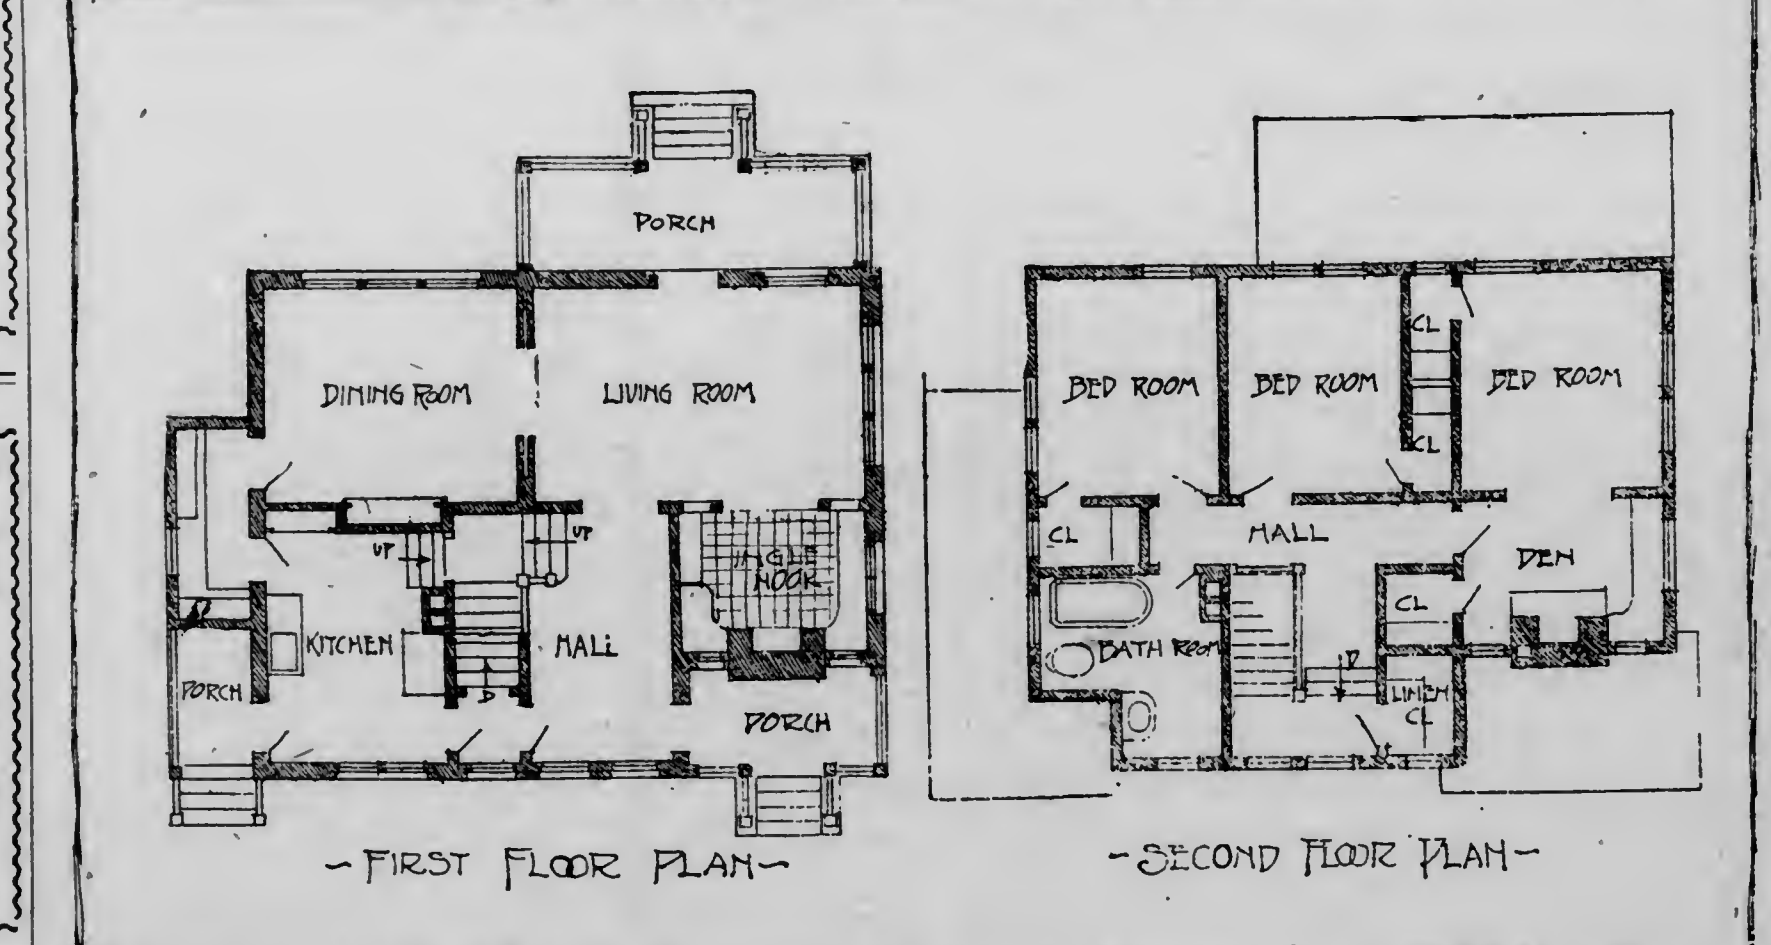 PORCH
DINING ROOM
LIVING ROOM
UP
UP
INGLE
NOOK
KITCHEN
HALL
PORCH
D
PORCH
~ FIRST FLOOR PLAN ~
CL
BED ROOM
BED ROOM
BED ROOM
CL
CL
HALL
DEN
CL
BATH ROOM
D
LINEN
CL
~ SECOND FLOOR PLAN ~